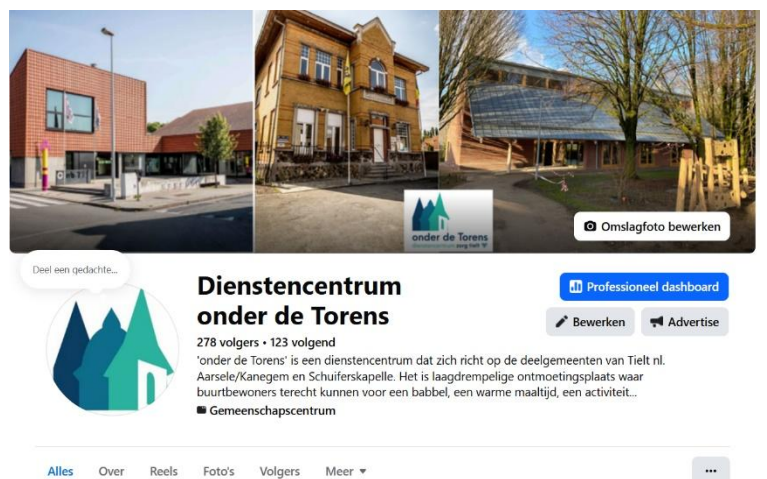 onder de Torens
dienstencentrum zorg tielt
Omslagfoto bewerken
Deel een gedachte...
Dienstencentrum
onder de Torens
278 volgers • 123 volgend
'onder de Torens' is een dienstencentrum dat zich richt op de deelgemeenten van Tielt nl.
Aarsele/Kanegem en Schuiferskapelle. Het is laagdrempelige ontmoetingsplaats waar
buurtbewoners terecht kunnen voor een babbel, een warme maaltijd, een activiteit...
Gemeenschapscentrum
Professioneel dashboard
Bewerken
Advertise
Alles Over Reels Foto's Volgers Meer